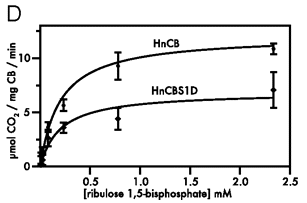 D
µmol CO2 / mg CB / min
10
5
0
HnCB
HnCBS1D
0.5 1.0 1.5 2.0 2.5
[ribulose 1,5-bisphosphate] mM